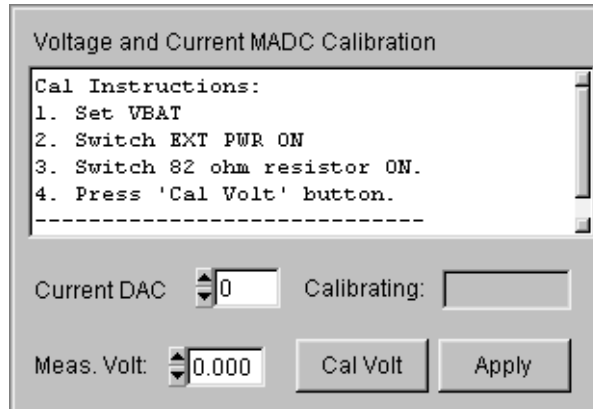 Voltage and Current MADC Calibration
Cal Instructions:
1. Set VBAT
2. Switch EXT PWR ON
3. Switch 82 ohm resistor ON.
4. Press 'Cal Volt' button.
-----------------------------
Current DAC 0 Calibrating:
Meas. Volt: 0.000 Cal Volt Apply